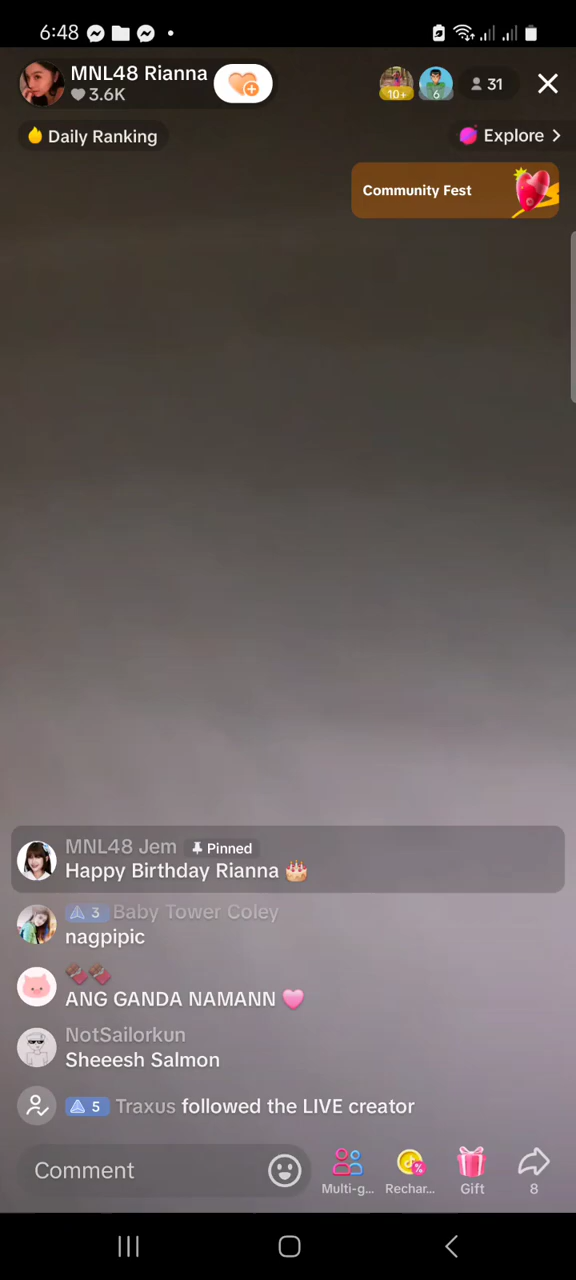 6:48
MNL48 Rianna
3.6K
10+
6
31
Daily Ranking
Explore
Community Fest
MNL48 Jem Pinned
Happy Birthday Rianna 🎂
3 Baby Tower Coley
nagpipic
🍫🍫
ANG GANDA NAMANN 🩷
NotSailorkun
Sheeesh Salmon
5 Traxus followed the LIVE creator
Comment
Multi-g...
Rechar...
Gift
8